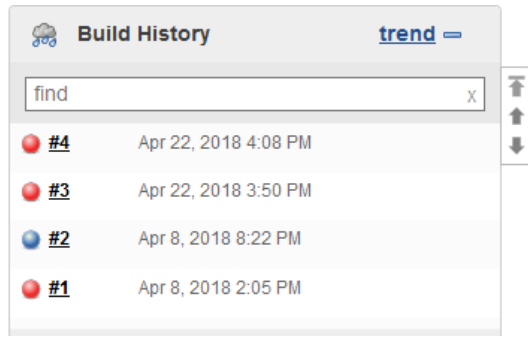 Build History trend
find x
#4 Apr 22, 2018 4:08 PM
#3 Apr 22, 2018 3:50 PM
#2 Apr 8, 2018 8:22 PM
#1 Apr 8, 2018 2:05 PM